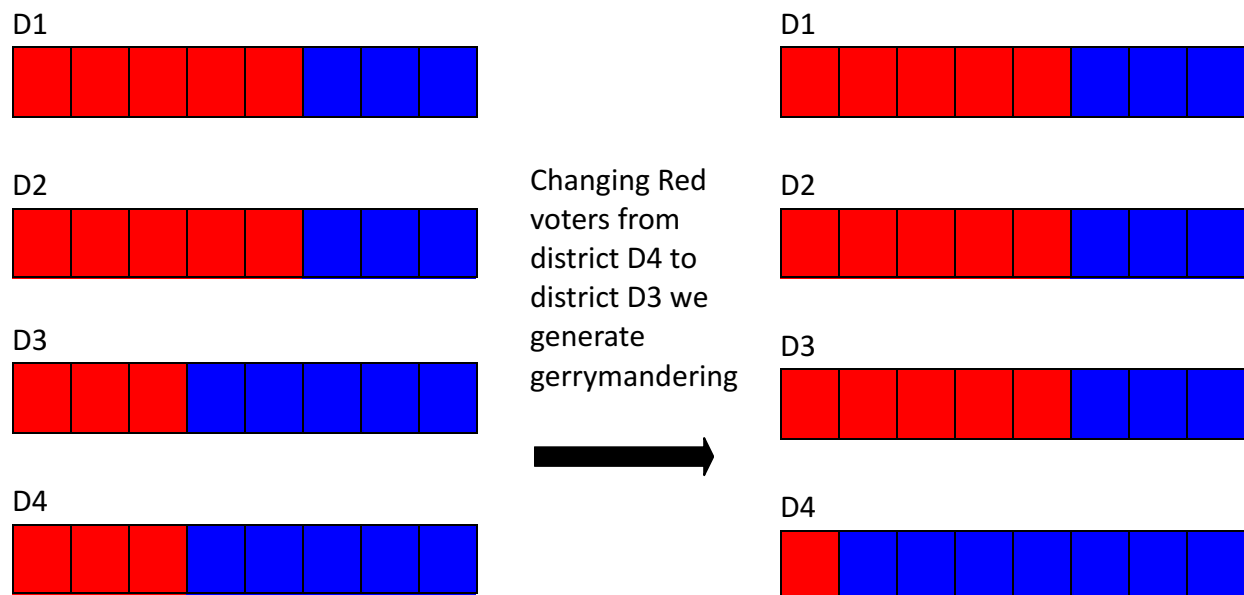 D1
D2
D3
D4
Changing Red
voters from
district D4 to
district D3 we
generate
gerrymandering
D1
D2
D3
D4